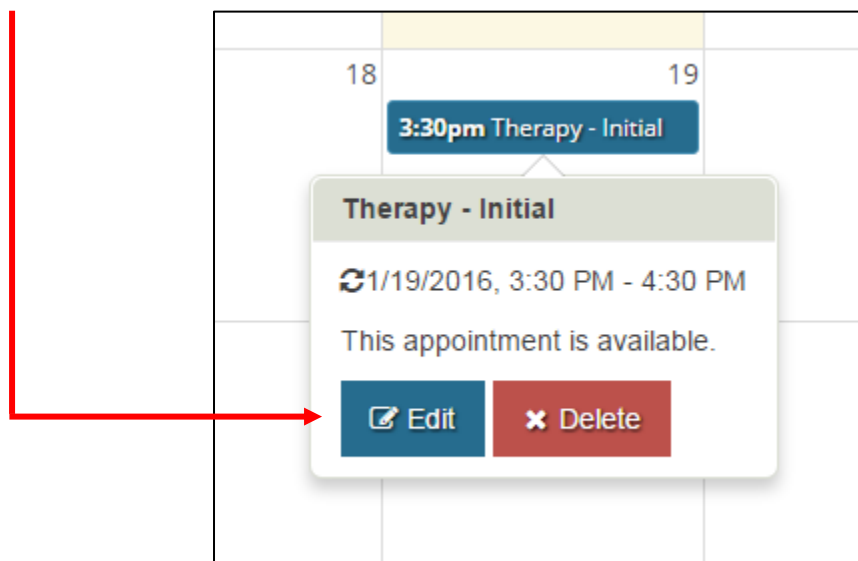 18
19
3:30pm Therapy - Initial
Therapy - Initial
1/19/2016, 3:30 PM - 4:30 PM
This appointment is available.
Edit
Delete